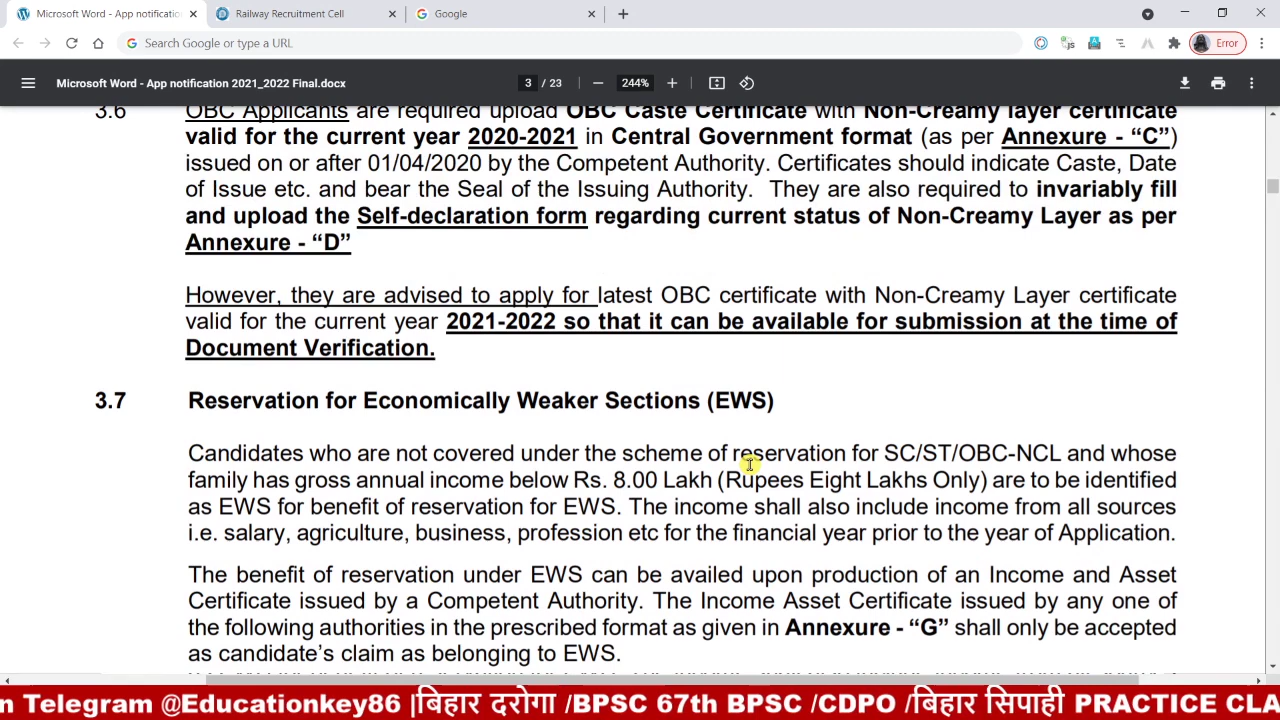 Microsoft Word - App notification
Railway Recruitment Cell
Google
Search Google or type a URL
js
A
Error
Microsoft Word - App notification 2021_2022 Final.docx
3 / 23
244%
3.6 OBC Applicants are required upload OBC Caste Certificate with Non-Creamy layer certificate
valid for the current year 2020-2021 in Central Government format (as per Annexure - “C”)
issued on or after 01/04/2020 by the Competent Authority. Certificates should indicate Caste, Date
of Issue etc. and bear the Seal of the Issuing Authority. They are also required to invariably fill
and upload the Self-declaration form regarding current status of Non-Creamy Layer as per
Annexure - “D”
However, they are advised to apply for latest OBC certificate with Non-Creamy Layer certificate
valid for the current year 2021-2022 so that it can be available for submission at the time of
Document Verification.
3.7 Reservation for Economically Weaker Sections (EWS)
Candidates who are not covered under the scheme of reservation for SC/ST/OBC-NCL and whose
family has gross annual income below Rs. 8.00 Lakh (Rupees Eight Lakhs Only) are to be identified
as EWS for benefit of reservation for EWS. The income shall also include income from all sources
i.e. salary, agriculture, business, profession etc for the financial year prior to the year of Application.
The benefit of reservation under EWS can be availed upon production of an Income and Asset
Certificate issued by a Competent Authority. The Income Asset Certificate issued by any one of
the following authorities in the prescribed format as given in Annexure - “G” shall only be accepted
as candidate’s claim as belonging to EWS.
n Telegram @Educationkey86 |बिहार दरोगा /BPSC 67th BPSC /CDPO /बिहार सिपाही PRACTICE CLA